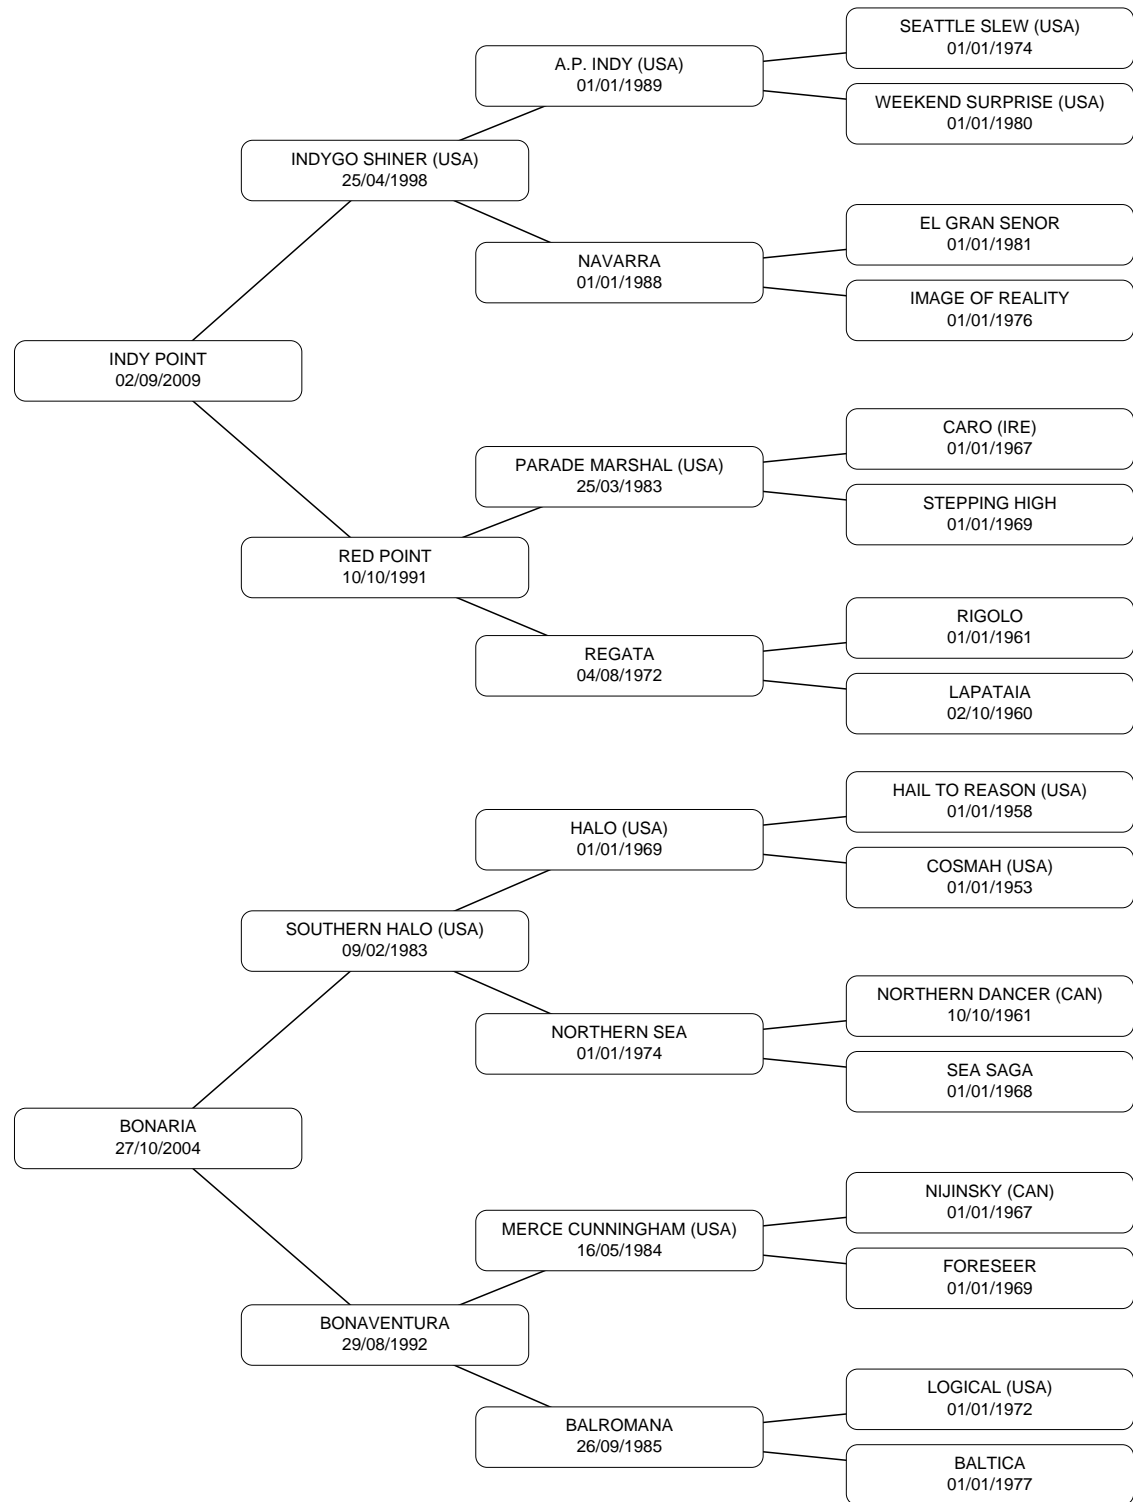 SEATTLE SLEW (USA)
01/01/1974
A.P. INDY (USA)
01/01/1989
WEEKEND SURPRISE (USA)
01/01/1980
INDYGO SHINER (USA)
25/04/1998
EL GRAN SENOR
01/01/1981
NAVARRA
01/01/1988
IMAGE OF REALITY
01/01/1976
INDY POINT
02/09/2009
CARO (IRE)
01/01/1967
PARADE MARSHAL (USA)
25/03/1983
STEPPING HIGH
01/01/1969
RED POINT
10/10/1991
RIGOLO
01/01/1961
REGATA
04/08/1972
LAPATAIA
02/10/1960
HAIL TO REASON (USA)
01/01/1958
HALO (USA)
01/01/1969
COSMAH (USA)
01/01/1953
SOUTHERN HALO (USA)
09/02/1983
NORTHERN DANCER (CAN)
10/10/1961
NORTHERN SEA
01/01/1974
SEA SAGA
01/01/1968
BONARIA
27/10/2004
NIJINSKY (CAN)
01/01/1967
MERCE CUNNINGHAM (USA)
16/05/1984
FORESEER
01/01/1969
BONAVENTURA
29/08/1992
LOGICAL (USA)
01/01/1972
BALROMANA
26/09/1985
BALTICA
01/01/1977